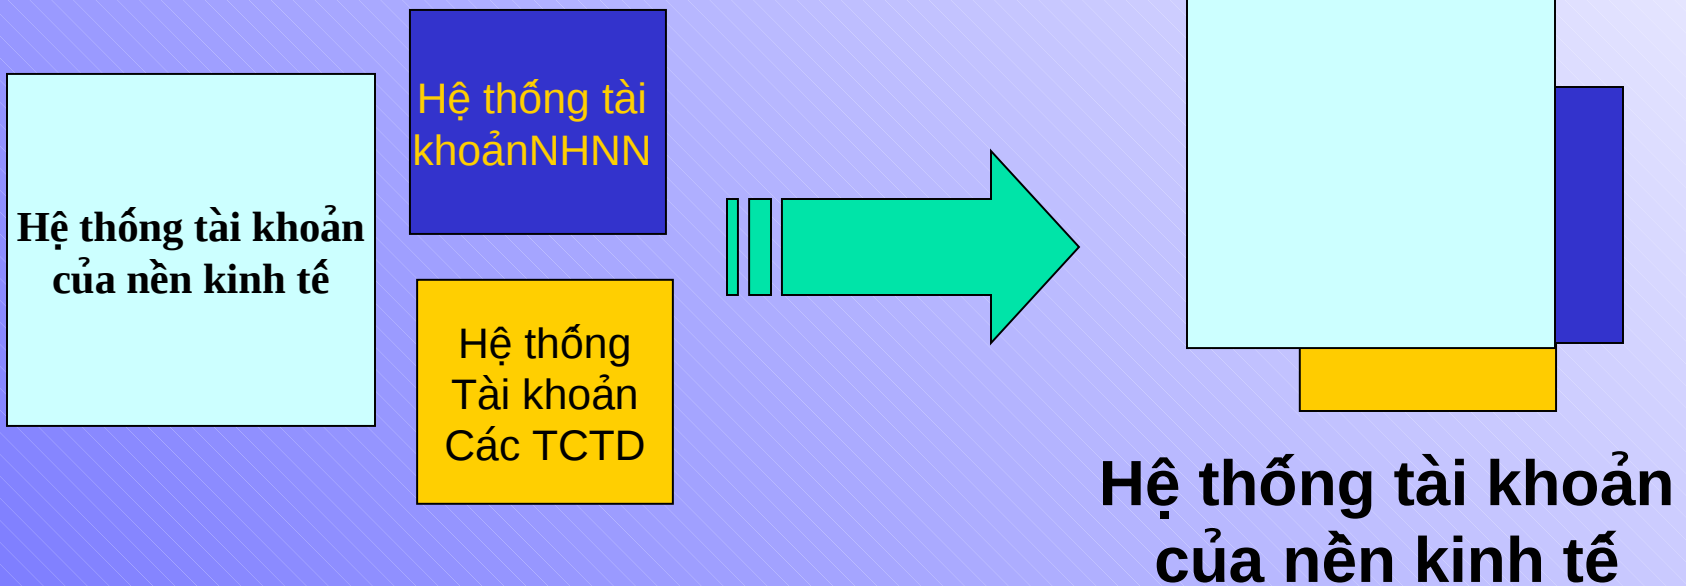 Hệ thống tài khoản
của nền kinh tế
Hệ thống tài
khoảnNHNN
Hệ thống
Tài khoản
Các TCTD
Hệ thống tài khoản
của nền kinh tế